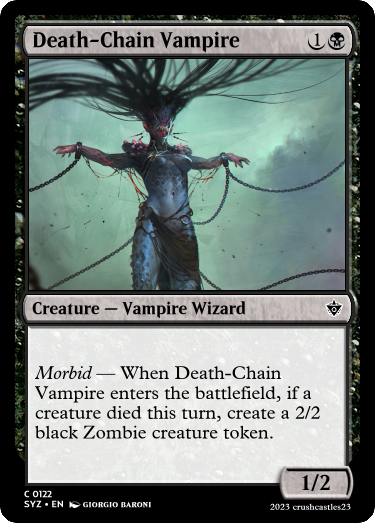 Death-Chain Vampire 1
Creature — Vampire Wizard
Morbid — When Death-Chain
Vampire enters the battlefield, if a
creature died this turn, create a 2/2
black Zombie creature token.
1/2
C 0122
SYZ • EN GIORGIO BARONI
2023 crushcastles23